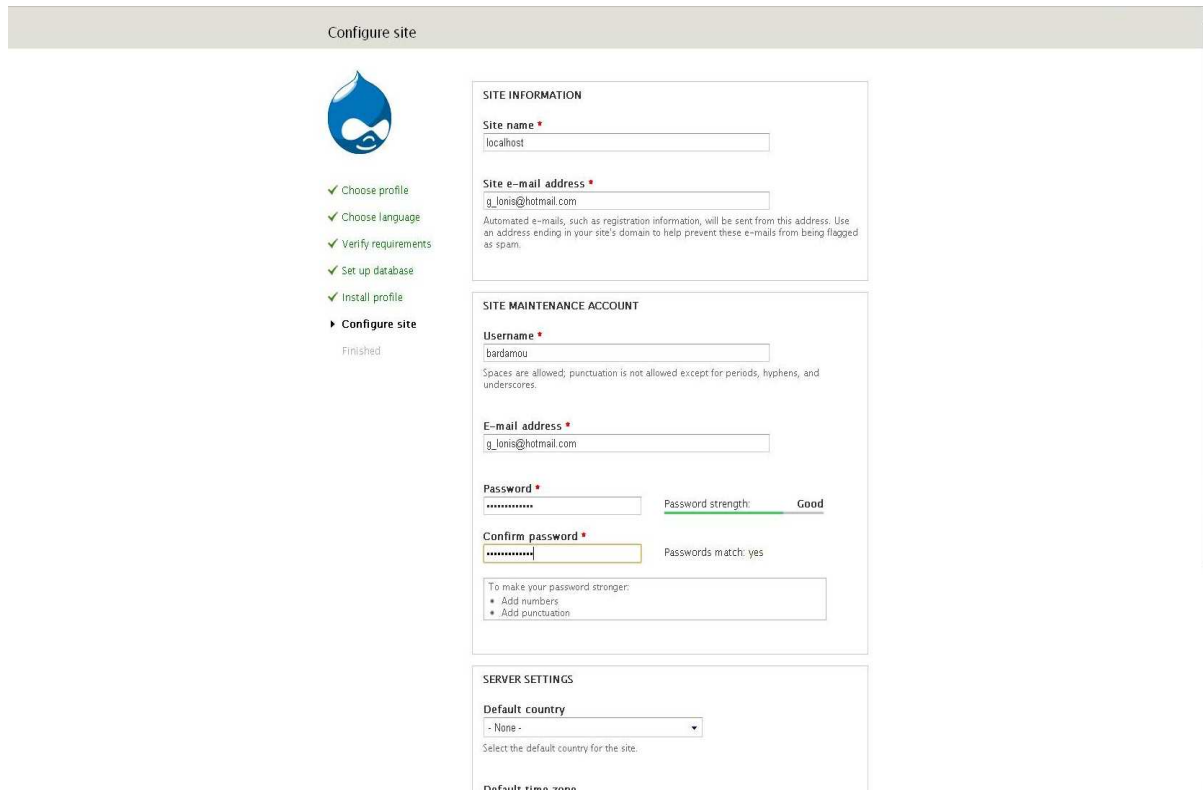 Configure site
Choose profile
Choose language
Verify requirements
Set up database
Install profile
Configure site
Finished
SITE INFORMATION
Site name *
localhost
Site e-mail address *
g_lonis@hotmail.com
Automated e-mails, such as registration information, will be sent from this address. Use
an address ending in your site's domain to help prevent these e-mails from being flagged
as spam.
SITE MAINTENANCE ACCOUNT
Username *
bardamou
Spaces are allowed; punctuation is not allowed except for periods, hyphens, and
underscores.
E-mail address *
g_lonis@hotmail.com
Password *
•••••••••••••
Password strength: Good
Confirm password *
•••••••••••••
Passwords match: yes
To make your password stronger:
• Add numbers
• Add punctuation
SERVER SETTINGS
Default country
- None -
Select the default country for the site.
Default time zone